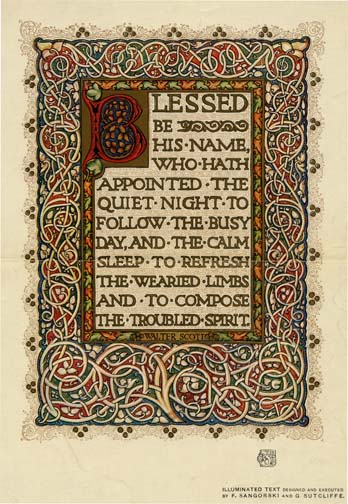 BLESSED
BE
HIS·NAME,
WHO·HATH
APPOINTED·THE
QUIET·NIGHT·TO
FOLLOW·THE·BUSY
DAY, AND·THE·CALM
SLEEP·TO·REFRESH
THE·WEARIED·LIMBS
AND·TO·COMPOSE
THE·TROUBLED·SPIRIT.
WALTER SCOTT
ILLUMINATED TEXT DESIGNED AND EXECUTED
BY F. SANGORSKI AND G. SUTCLIFFE.